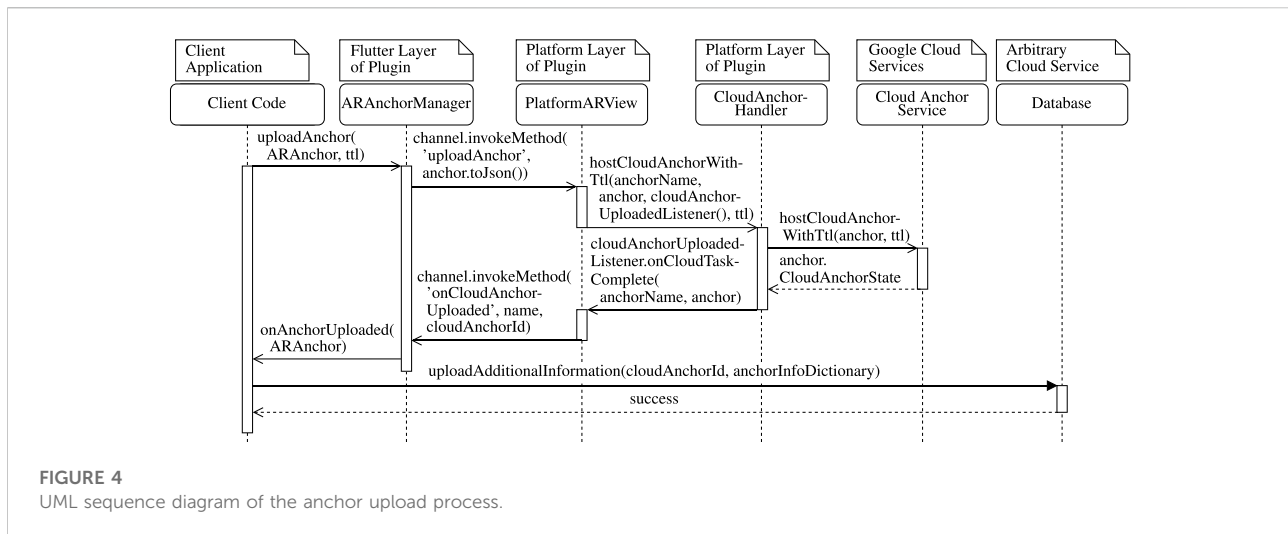 Client
Application
Flutter Layer
of Plugin
Platform Layer
of Plugin
Platform Layer
of Plugin
Google Cloud
Services
Arbitrary
Cloud Service
Client Code
ARAnchorManager
PlatformARView
CloudAnchor-
Handler
Cloud Anchor
Service
Database
uploadAnchor(
ARAnchor, ttl)
channel.invokeMethod(
'uploadAnchor',
anchor.toJson())
hostCloudAnchorWith-
Ttl(anchorName,
anchor, cloudAnchor-
UploadedListener(), ttl)
hostCloudAnchor-
WithTtl(anchor, ttl)
anchor.
CloudAnchorState
cloudAnchorUploaded-
Listener.onCloudTask-
Complete(
anchorName, anchor)
channel.invokeMethod(
'onCloudAnchor-
Uploaded', name,
cloudAnchorId)
onAnchorUploaded(
ARAnchor)
uploadAdditionalInformation(cloudAnchorId, anchorInfoDictionary)
success
FIGURE 4
UML sequence diagram of the anchor upload process.